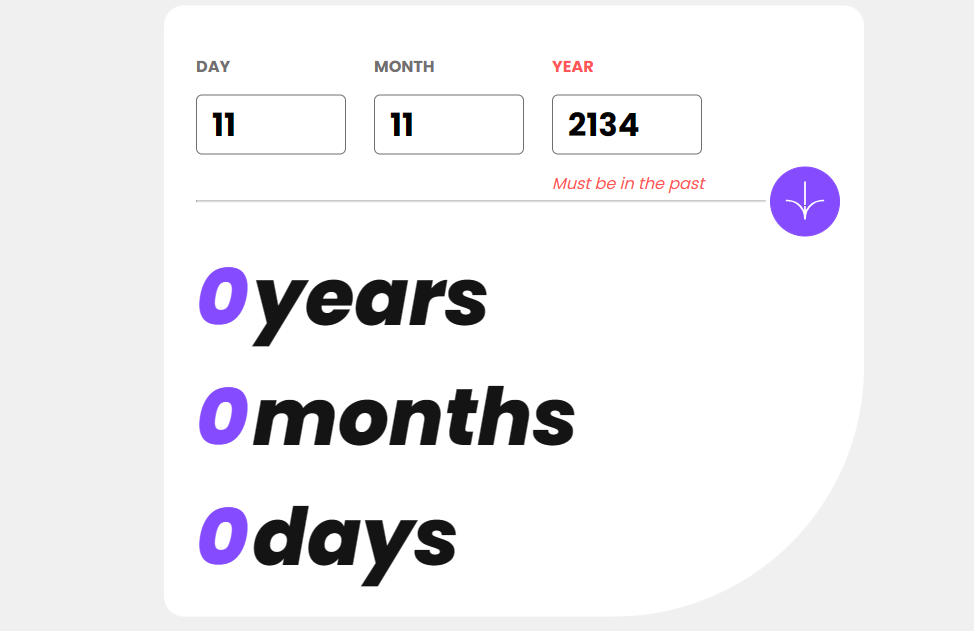 DAY MONTH YEAR
11 11 2134
Must be in the past
0years
0months
0days